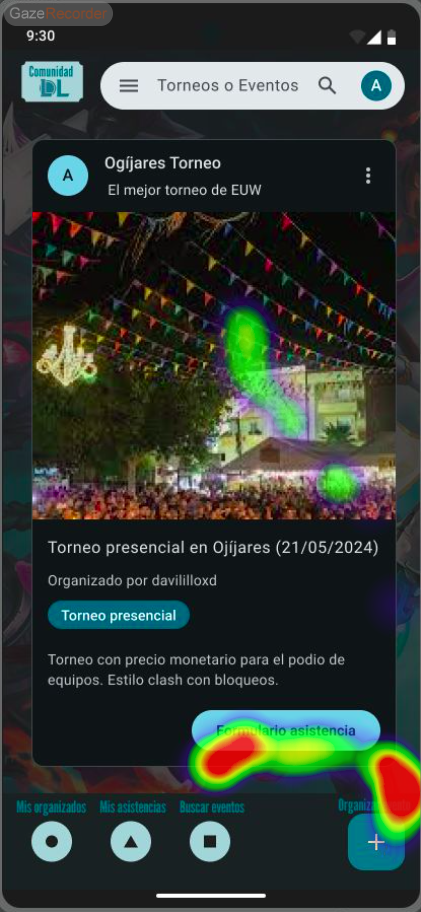 GazeRecorder
9:30
Comunidad
DL
Torneos o Eventos
A
A
Ogíjares Torneo
El mejor torneo de EUW
Torneo presencial en Ojíjares (21/05/2024)
Organizado por davililloxd
Torneo presencial
Torneo con precio monetario para el podio de
equipos. Estilo clash con bloqueos.
Formulario asistencia
Mis organizados
Mis asistencias
Buscar eventos